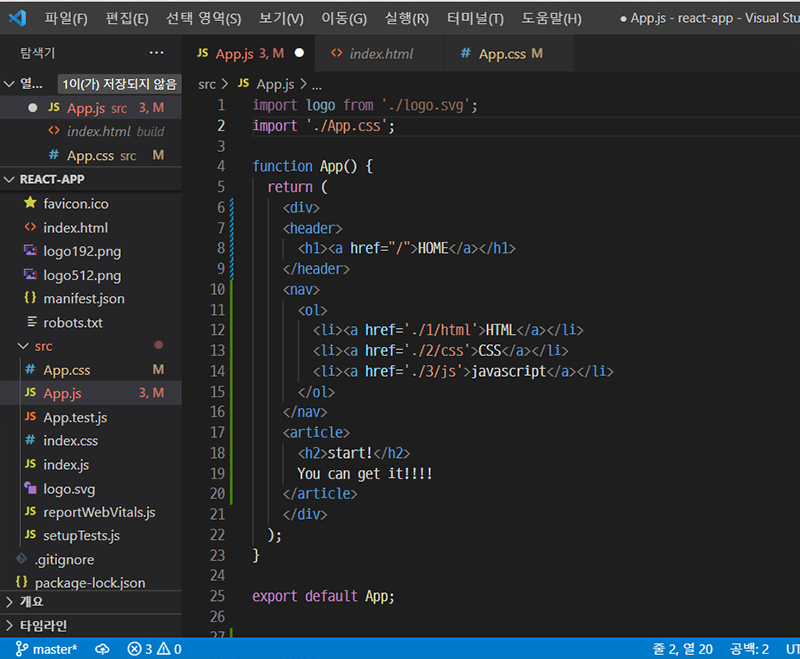 파일(F) 편집(E) 선택 영역(S) 보기(V) 이동(G) 실행(R) 터미널(T) 도움말(H) ● App.js - react-app - Visual Stu
탐색기 ···
열... 1이(가) 저장되지 않음
● JS App.js src 3, M
<> index.html build
# App.css src M
REACT-APP
favicon.ico
<> index.html
logo192.png
logo512.png
{} manifest.json
robots.txt
src
# App.css M
JS App.js 3, M
JS App.test.js
# index.css
JS index.js
logo.svg
JS reportWebVitals.js
JS setupTests.js
.gitignore
{} package-lock.json
개요
타임라인
JS App.js 3, M ● <> index.html # App.css M
src > JS App.js > ...
1 import logo from './logo.svg';
2 import './App.css';
3
4 function App() {
5 return (
6 <div>
7 <header>
8 <h1><a href="/">HOME</a></h1>
9 </header>
10 <nav>
11 <ol>
12 <li><a href='./1/html'>HTML</a></li>
13 <li><a href='./2/css'>CSS</a></li>
14 <li><a href='./3/js'>javascript</a></li>
15 </ol>
16 </nav>
17 <article>
18 <h2>start!</h2>
19 You can get it!!!!
20 </article>
21 </div>
22 );
23 }
24
25 export default App;
26
27
master* 3 0 줄 2, 열 20 공백: 2 UT